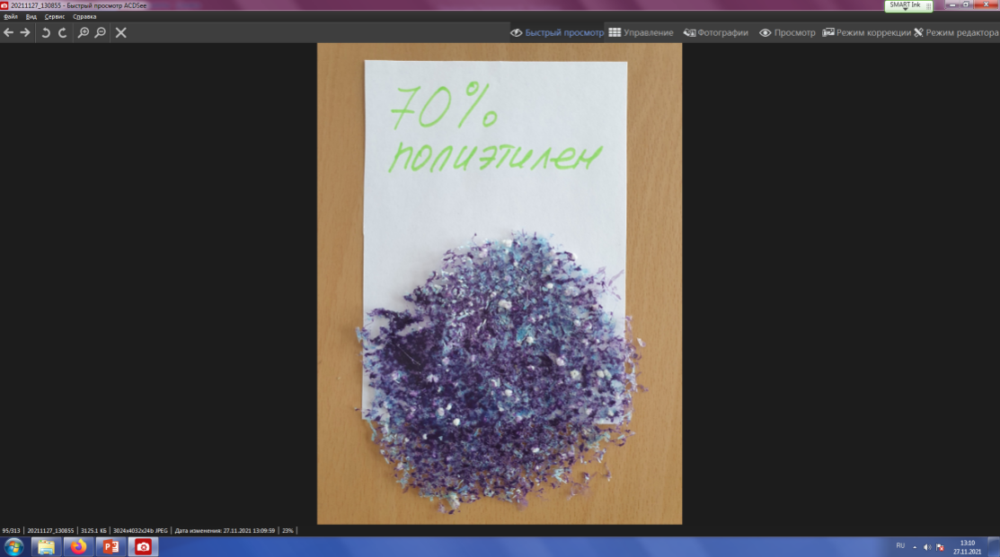 20211127_130855 - Быстрый просмотр ACDSee
SMART Ink
Файл Вид Сервис Справка
Быстрый просмотр Управление Фотографии Просмотр Режим коррекции Режим редактора
70%
полиэтилен
95/313 20211127_130855 3125.1 КБ 3024x4032x24b JPEG Дата изменения: 27.11.2021 13:09:59 23%
RU
13:10
27.11.2021